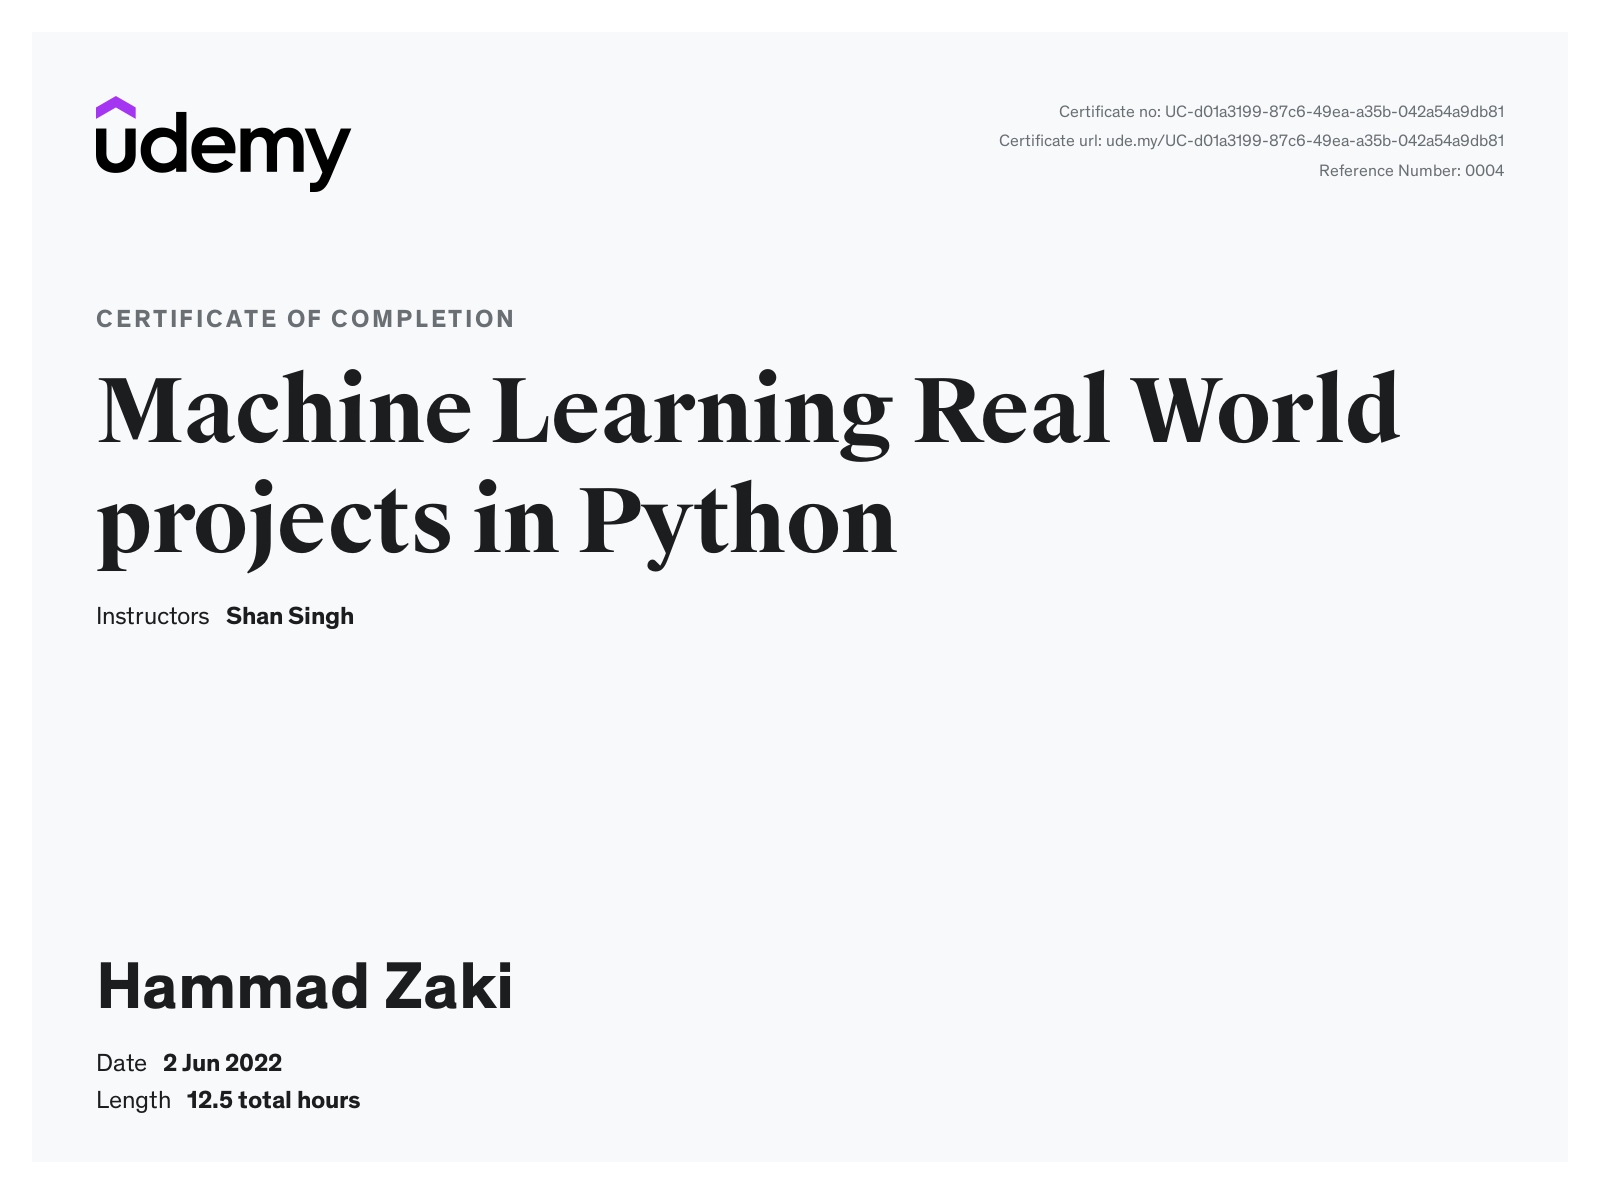 udemy
Certificate no: UC-d01a3199-87c6-49ea-a35b-042a54a9db81
Certificate url: ude.my/UC-d01a3199-87c6-49ea-a35b-042a54a9db81
Reference Number: 0004
CERTIFICATE OF COMPLETION
Machine Learning Real World
projects in Python
Instructors Shan Singh
Hammad Zaki
Date 2 Jun 2022
Length 12.5 total hours